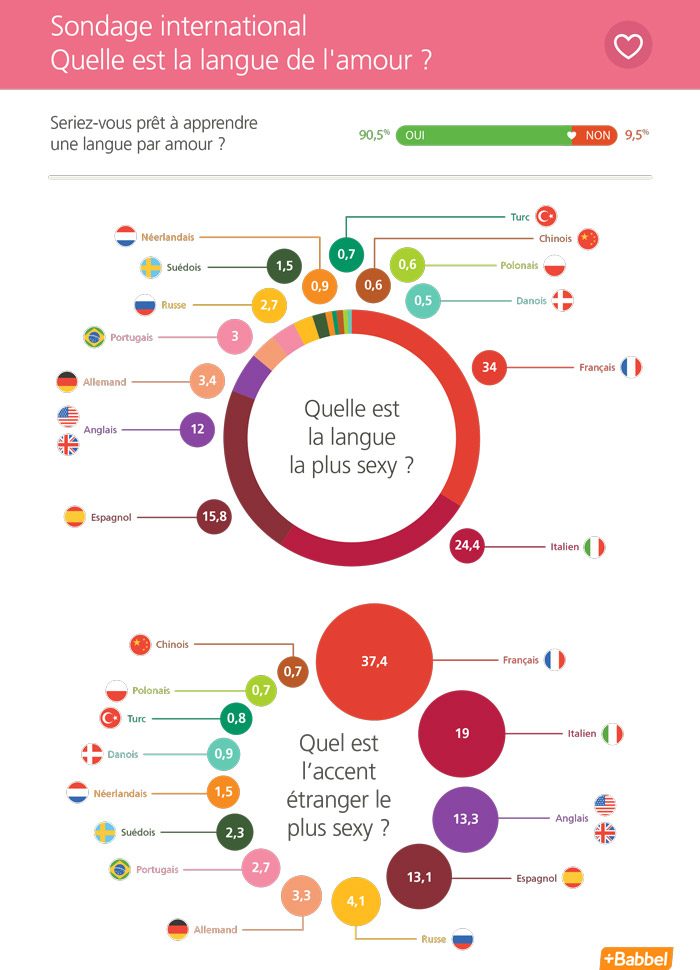 Sondage international
Quelle est la langue de l'amour ?
Seriez-vous prêt à apprendre
une langue par amour ?
90,5% OUI NON 9,5%
Turc
0,7
Néerlandais
0,9
Chinois
0,6
Suédois
1,5
Polonais
0,6
Russe
2,7
Danois
0,5
Portugais
3
Français
34
Allemand
3,4
Anglais
12
Quelle est
la langue
la plus sexy ?
Espagnol
15,8
Italien
24,4
Chinois
0,7
Français
37,4
Polonais
0,7
Turc
0,8
Italien
19
Danois
0,9
Quel est
l'accent
étranger le
plus sexy ?
Néerlandais
1,5
Anglais
13,3
Suédois
2,3
Portugais
2,7
Espagnol
13,1
Allemand
3,3
Russe
4,1
+Babbel